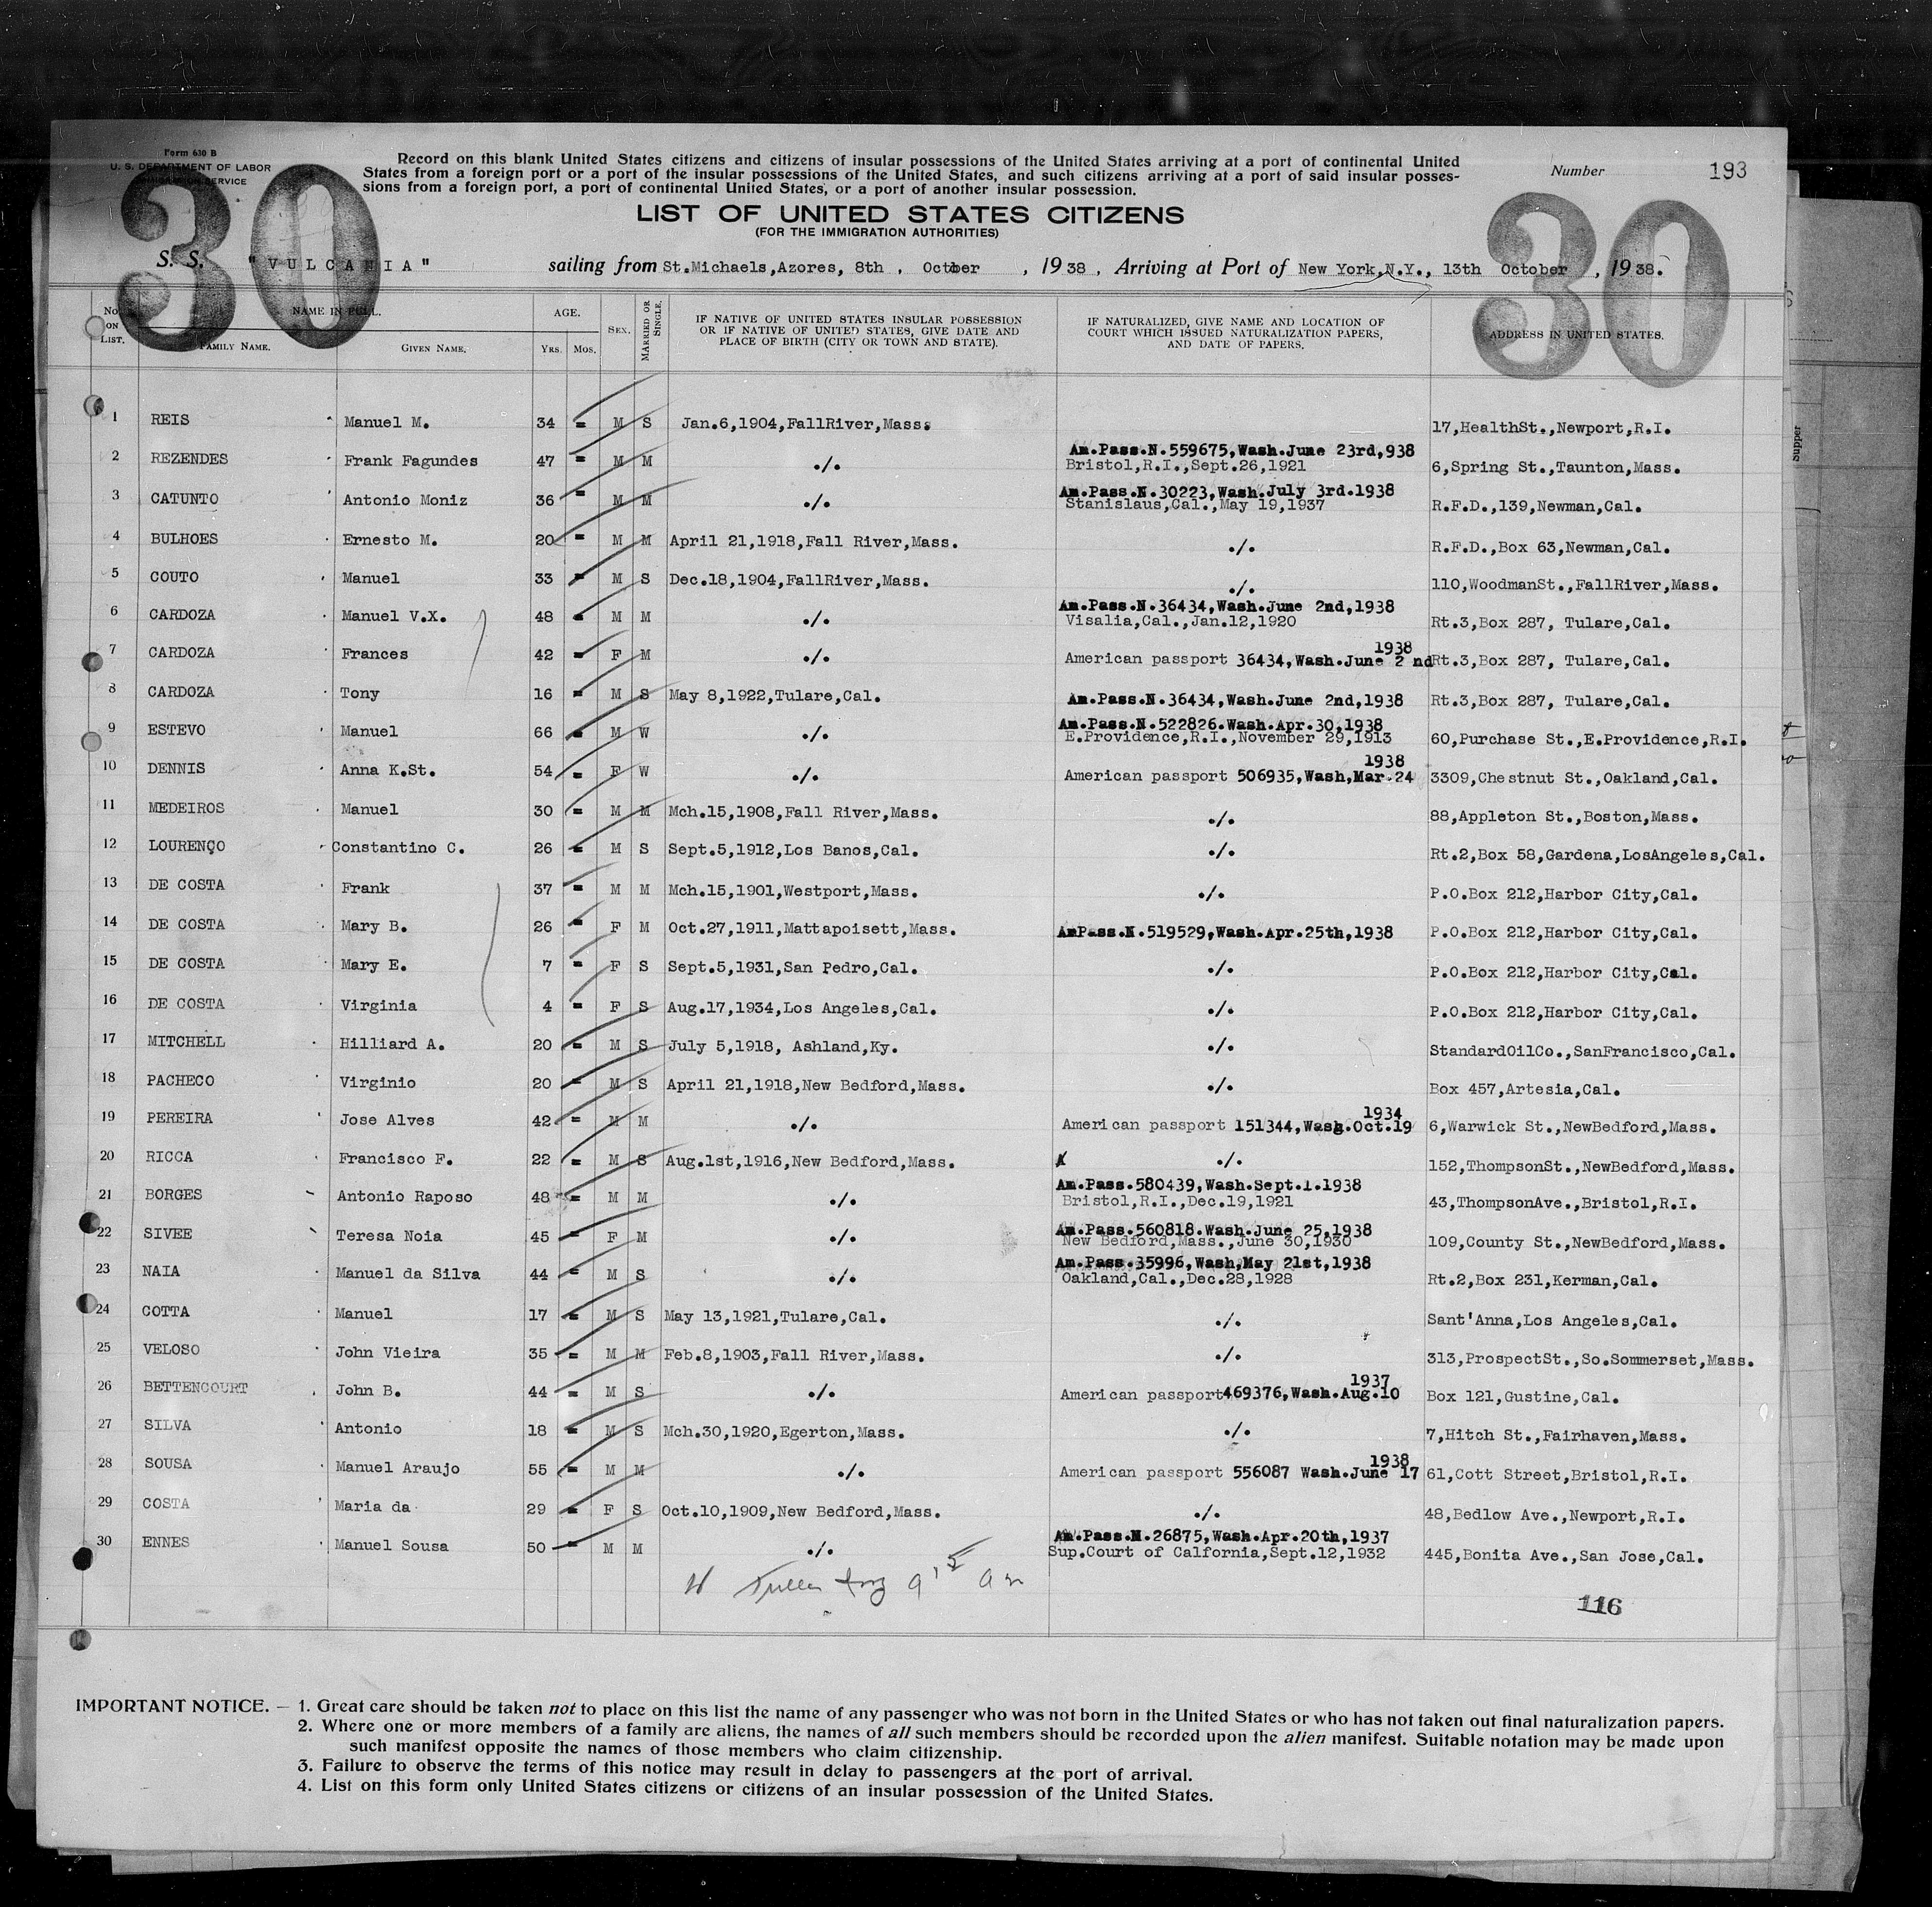 Form 630 B
U. S. DEPARTMENT OF LABOR
SERVICE
Record on this blank United States citizens and citizens of insular possessions of the United States arriving at a port of continental United
States from a foreign port or a port of the insular possessions of the United States, and such citizens arriving at a port of said insular posses-
sions from a foreign port, a port of continental United States, or a port of another insular possession.
Number 193
30 30
LIST OF UNITED STATES CITIZENS
(FOR THE IMMIGRATION AUTHORITIES)
S. S. "VULCANIA" sailing from St.Michaels,Azores, 8th , October , 1938 , Arriving at Port of New York,N.Y., 13th October , 1938.
No. ON LIST. NAME IN FULL. FAMILY NAME. GIVEN NAME. AGE. YRS. MOS. SEX. MARRIED OR SINGLE. IF NATIVE OF UNITED STATES INSULAR POSSESSION OR IF NATIVE OF UNITED STATES, GIVE DATE AND PLACE OF BIRTH (CITY OR TOWN AND STATE). IF NATURALIZED, GIVE NAME AND LOCATION OF COURT WHICH ISSUED NATURALIZATION PAPERS, AND DATE OF PAPERS. ADDRESS IN UNITED STATES.
1 REIS Manuel M. 34 = M S Jan.6,1904,FallRiver,Mass. 17,HealthSt.,Newport,R.I.
Am.Pass.N.559675,Wash.June 23rd,938
2 REZENDES Frank Fagundes 47 = M M ./. Bristol,R.I.,Sept.26,1921 6,Spring St.,Taunton,Mass.
Am.Pass.N.30223,Wash.July 3rd.1938
3 CATUNTO Antonio Moniz 36 = M M ./. Stanislaus,Cal.,May 19,1937 R.F.D.,139,Newman,Cal.
4 BULHOES Ernesto M. 20 = M M April 21,1918,Fall River,Mass. ./. R.F.D.,Box 63,Newman,Cal.
5 COUTO Manuel 33 = M S Dec.18,1904,FallRiver,Mass. ./. 110,WoodmanSt.,FallRiver,Mass.
Am.Pass.N.36434,Wash.June 2nd,1938
6 CARDOZA Manuel V.X. 48 = M M ./. Visalia,Cal.,Jan.12,1920 Rt.3,Box 287, Tulare,Cal.
1938
7 CARDOZA Frances 42 = F M ./. American passport 36434,Wash.June 2 nd Rt.3,Box 287, Tulare,Cal.
8 CARDOZA Tony 16 = M S May 8,1922,Tulare,Cal. Am.Pass.N.36434,Wash.June 2nd,1938 Rt.3,Box 287, Tulare,Cal.
Am.Pass.N.522826.Wash.Apr.30,1938
9 ESTEVO Manuel 66 = M W ./. E.Providence,R.I.,November 29,1913 60,Purchase St.,E.Providence,R.I.
1938
10 DENNIS Anna K.St. 54 = F W ./. American passport 506935,Wash,Mar.24 3309,Chestnut St.,Oakland,Cal.
11 MEDEIROS Manuel 30 = M M Mch.15,1908,Fall River,Mass. ./. 88,Appleton St.,Boston,Mass.
12 LOURENÇO Constantino C. 26 = M S Sept.5,1912,Los Banos,Cal. ./. Rt.2,Box 58,Gardena,LosAngeles,Cal.
13 DE COSTA Frank 37 = M M Mch.15,1901,Westport,Mass. ./. P.O.Box 212,Harbor City,Cal.
14 DE COSTA Mary B. 26 = F M Oct.27,1911,Mattapoisett,Mass. AmPass.N.519529,Wash.Apr.25th,1938 P.O.Box 212,Harbor City,Cal.
15 DE COSTA Mary E. 7 = F S Sept.5,1931,San Pedro,Cal. ./. P.O.Box 212,Harbor City,Cal.
16 DE COSTA Virginia 4 = F S Aug.17,1934,Los Angeles,Cal. ./. P.O.Box 212,Harbor City,Cal.
17 MITCHELL Hilliard A. 20 = M S July 5,1918, Ashland,Ky. ./. StandardOilCo.,SanFrancisco,Cal.
18 PACHECO Virginio 20 = M S April 21,1918,New Bedford,Mass. ./. Box 457,Artesia,Cal.
1934
19 PEREIRA Jose Alves 42 = M M ./. American passport 151344,Wash.Oct.19 6,Warwick St.,NewBedford,Mass.
20 RICCA Francisco F. 22 = M S Aug.1st,1916,New Bedford,Mass. ./. 152,ThompsonSt.,NewBedford,Mass.
Am.Pass.580439,Wash.Sept.1.1938
21 BORGES Antonio Raposo 48 = M M ./. Bristol,R.I.,Dec.19,1921 43,ThompsonAve.,Bristol,R.I.
Am.Pass.560818.Wash.June 25,1938
22 SIVEE Teresa Noia 45 = F M ./. New Bedford,Mass.,June 30,1930 109,County St.,NewBedford,Mass.
Am.Pass.35996,Wash,May 21st,1938
23 NAIA Manuel da Silva 44 = M S ./. Oakland,Cal.,Dec.28,1928 Rt.2,Box 231,Kerman,Cal.
24 COTTA Manuel 17 = M S May 13,1921,Tulare,Cal. ./. Sant'Anna,Los Angeles,Cal.
25 VELOSO John Vieira 35 = M M Feb.8,1903,Fall River,Mass. ./. 313,ProspectSt.,So.Sommerset,Mass.
1937
26 BETTENCOURT John B. 44 = M S ./. American passport469376,Wash.Aug.10 Box 121,Gustine,Cal.
27 SILVA Antonio 18 = M S Mch.30,1920,Egerton,Mass. ./. 7,Hitch St.,Fairhaven,Mass.
1938
28 SOUSA Manuel Araujo 55 = M M ./. American passport 556087 Wash.June 17 61,Cott Street,Bristol,R.I.
29 COSTA Maria da 29 = F S Oct.10,1909,New Bedford,Mass. ./. 48,Bedlow Ave.,Newport,R.I.
Am.Pass.N.26875,Wash.Apr.20th,1937
30 ENNES Manuel Sousa 50 = M M ./. Sup.Court of Calfornia,Sept.12,1932 445,Bonita Ave.,San Jose,Cal.
116
IMPORTANT NOTICE. — 1. Great care should be taken not to place on this list the name of any passenger who was not born in the United States or who has not taken out final naturalization papers.
2. Where one or more members of a family are aliens, the names of all such members should be recorded upon the alien manifest. Suitable notation may be made upon
such manifest opposite the names of those members who claim citizenship.
3. Failure to observe the terms of this notice may result in delay to passengers at the port of arrival.
4. List on this form only United States citizens or citizens of an insular possession of the United States.
Supper